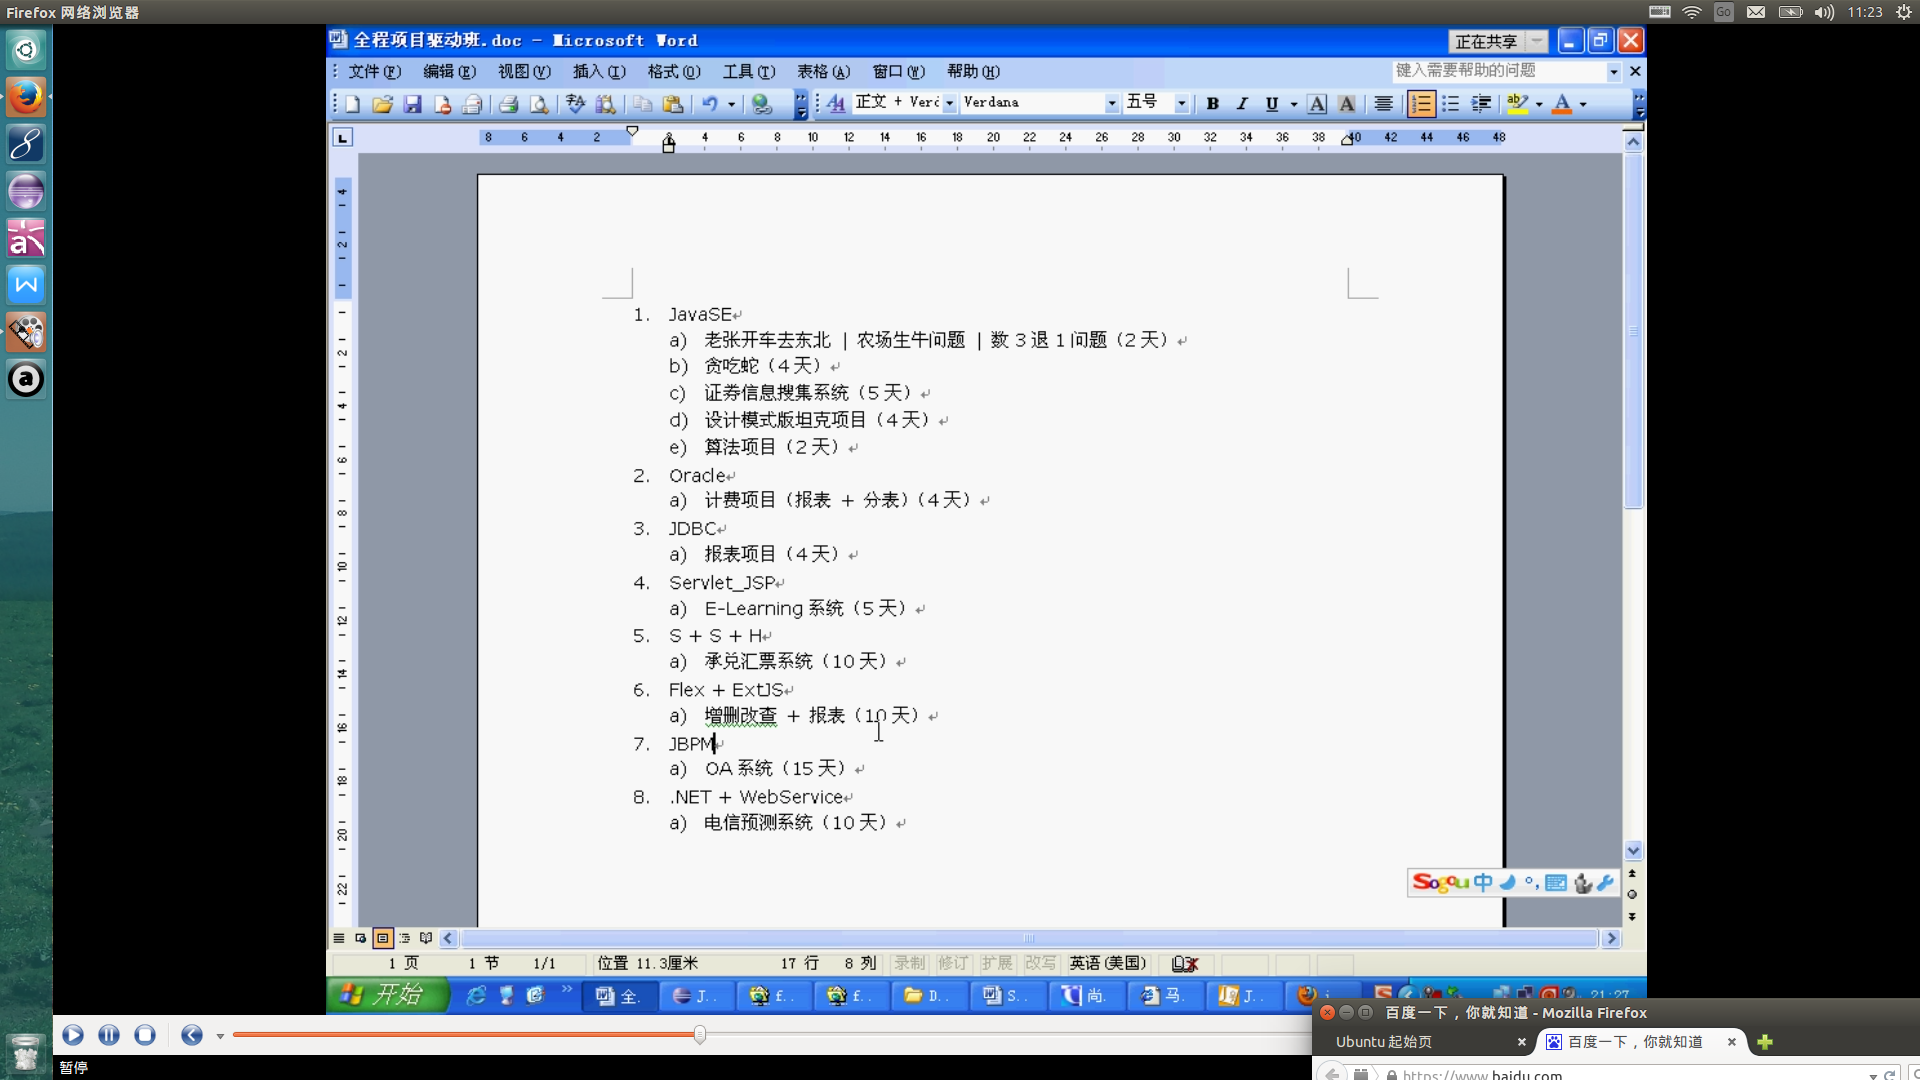 Firefox 网络浏览器
11:23
全程项目驱动班.doc - Microsoft Word
正在共享
文件(F) 编辑(E) 视图(V) 插入(I) 格式(O) 工具(T) 表格(A) 窗口(W) 帮助(H)
键入需要帮助的问题
正文 + Verd Verdana 五号 B I U A A
8 6 4 2 2 4 6 8 10 12 14 16 18 20 22 24 26 28 30 32 34 36 38 40 42 44 46 48
1. JavaSE
a) 老张开车去东北 | 农场生牛问题 | 数 3 退 1 问题（2 天）
b) 贪吃蛇（4 天）
c) 证券信息搜集系统（5 天）
d) 设计模式版坦克项目（4 天）
e) 算法项目（2 天）
2. Oracle
a) 计费项目（报表 + 分表）（4 天）
3. JDBC
a) 报表项目（4 天）
4. Servlet_JSP
a) E-Learning 系统（5 天）
5. S + S + H
a) 承兑汇票系统（10 天）
6. Flex + ExtJS
a) 增删改查 + 报表（10 天）
7. JBPM
a) OA 系统（15 天）
8. .NET + WebService
a) 电信预测系统（10 天）
Sogou 中
1 页 1 节 1/1 位置 11.3厘米 17 行 8 列 录制 修订 扩展 改写 英语(美国)
开始 全. J.. f.. f.. D.. S.. 尚. 马. J.. 21:27
百度一下，你就知道 - Mozilla Firefox
Ubuntu 起始页 百度一下，你就知道
https://www.baidu.com
暂停